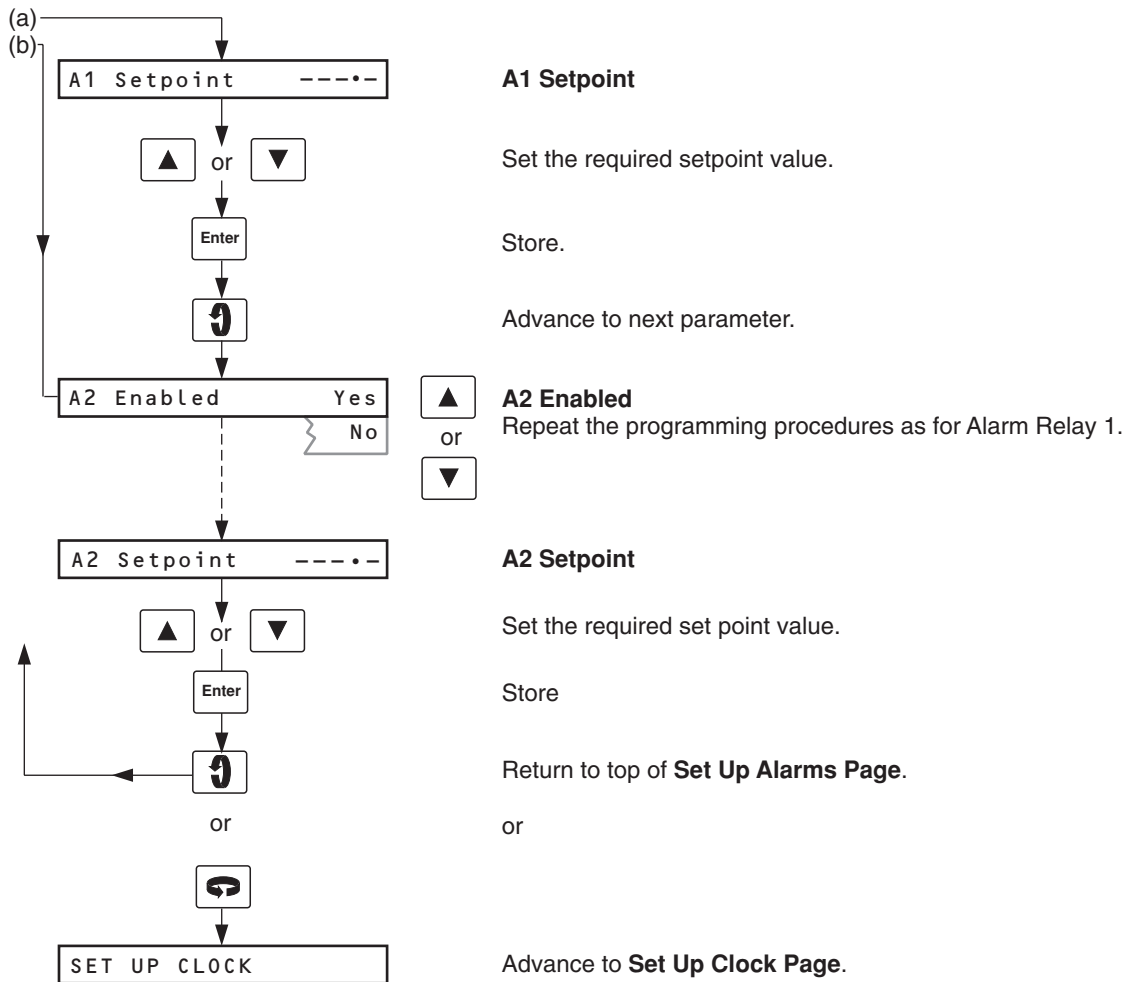 (a)
(b)
A1 Setpoint ---•-
A1 Setpoint
▲ or ▼
Set the required setpoint value.
Enter
Store.
Advance to next parameter.
A2 Enabled Yes
No
▲
or
▼
A2 Enabled
Repeat the programming procedures as for Alarm Relay 1.
A2 Setpoint ---•-
A2 Setpoint
▲ or ▼
Set the required set point value.
Enter
Store
Return to top of Set Up Alarms Page.
or
or
SET UP CLOCK
Advance to Set Up Clock Page.